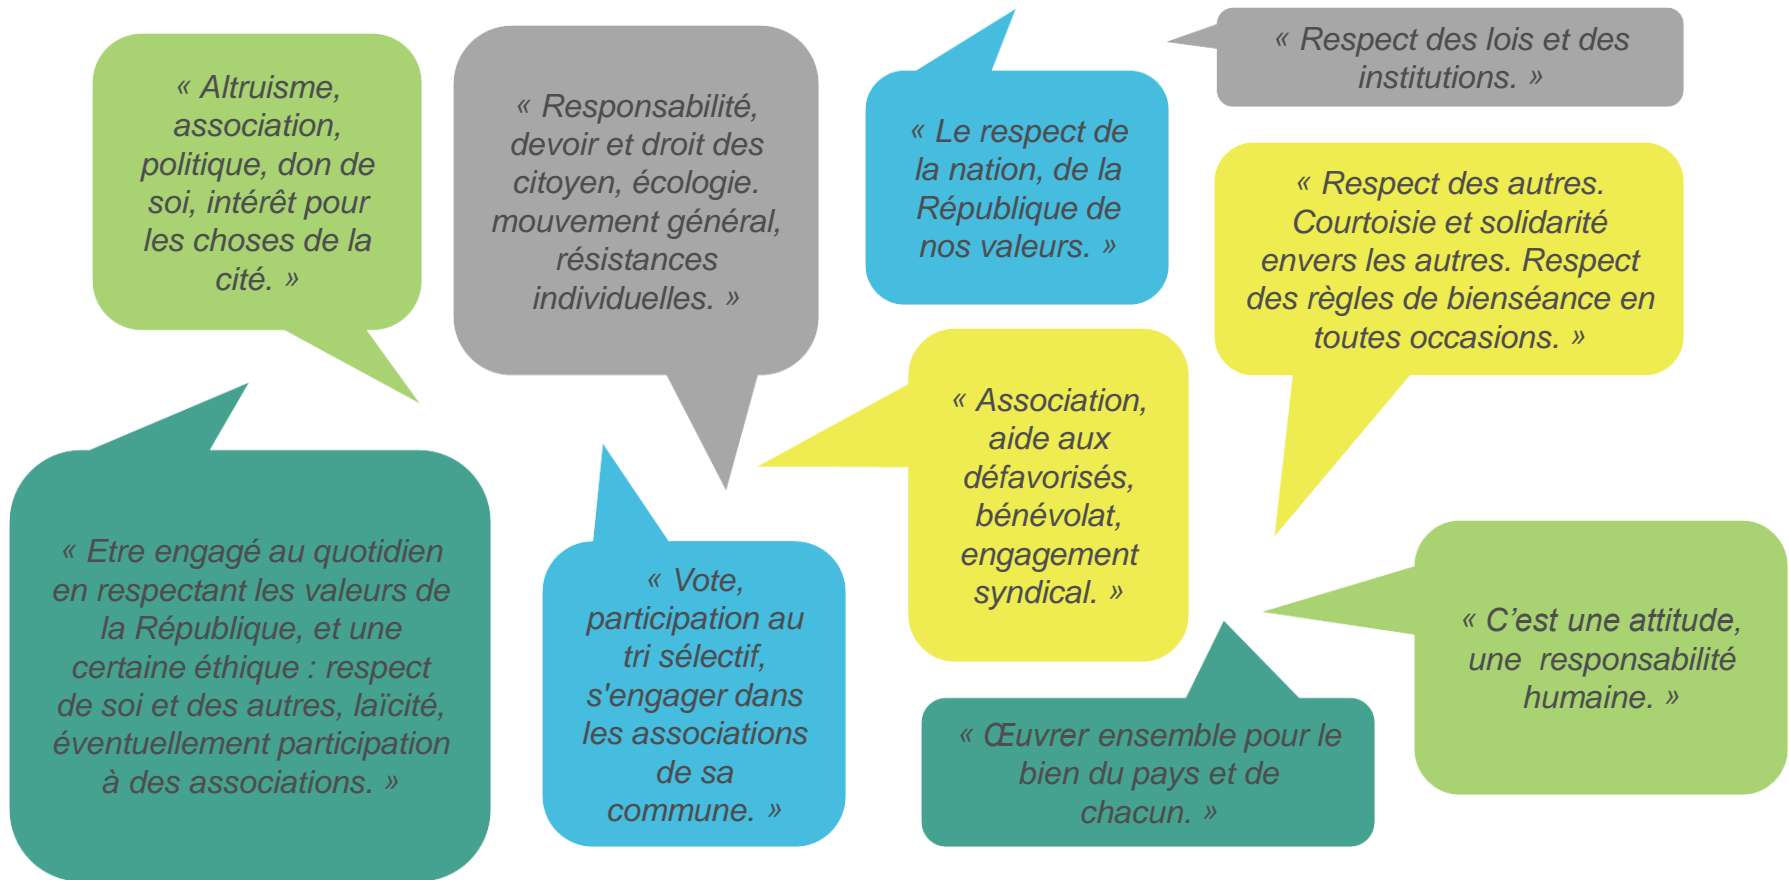 « Altruisme,
association,
politique, don de
soi, intérêt pour
les choses de la
cité. »
« Responsabilité,
devoir et droit des
citoyen, écologie.
mouvement général,
résistances
individuelles. »
« Le respect de
la nation, de la
République de
nos valeurs. »
« Respect des lois et des
institutions. »
« Respect des autres.
Courtoisie et solidarité
envers les autres. Respect
des règles de bienséance en
toutes occasions. »
« Etre engagé au quotidien
en respectant les valeurs de
la République, et une
certaine éthique : respect
de soi et des autres, laïcité,
éventuellement participation
à des associations. »
« Vote,
participation au
tri sélectif,
s'engager dans
les associations
de sa
commune. »
« Association,
aide aux
défavorisés,
bénévolat,
engagement
syndical. »
« Œuvrer ensemble pour le
bien du pays et de
chacun. »
« C’est une attitude,
une  responsabilité
humaine. »